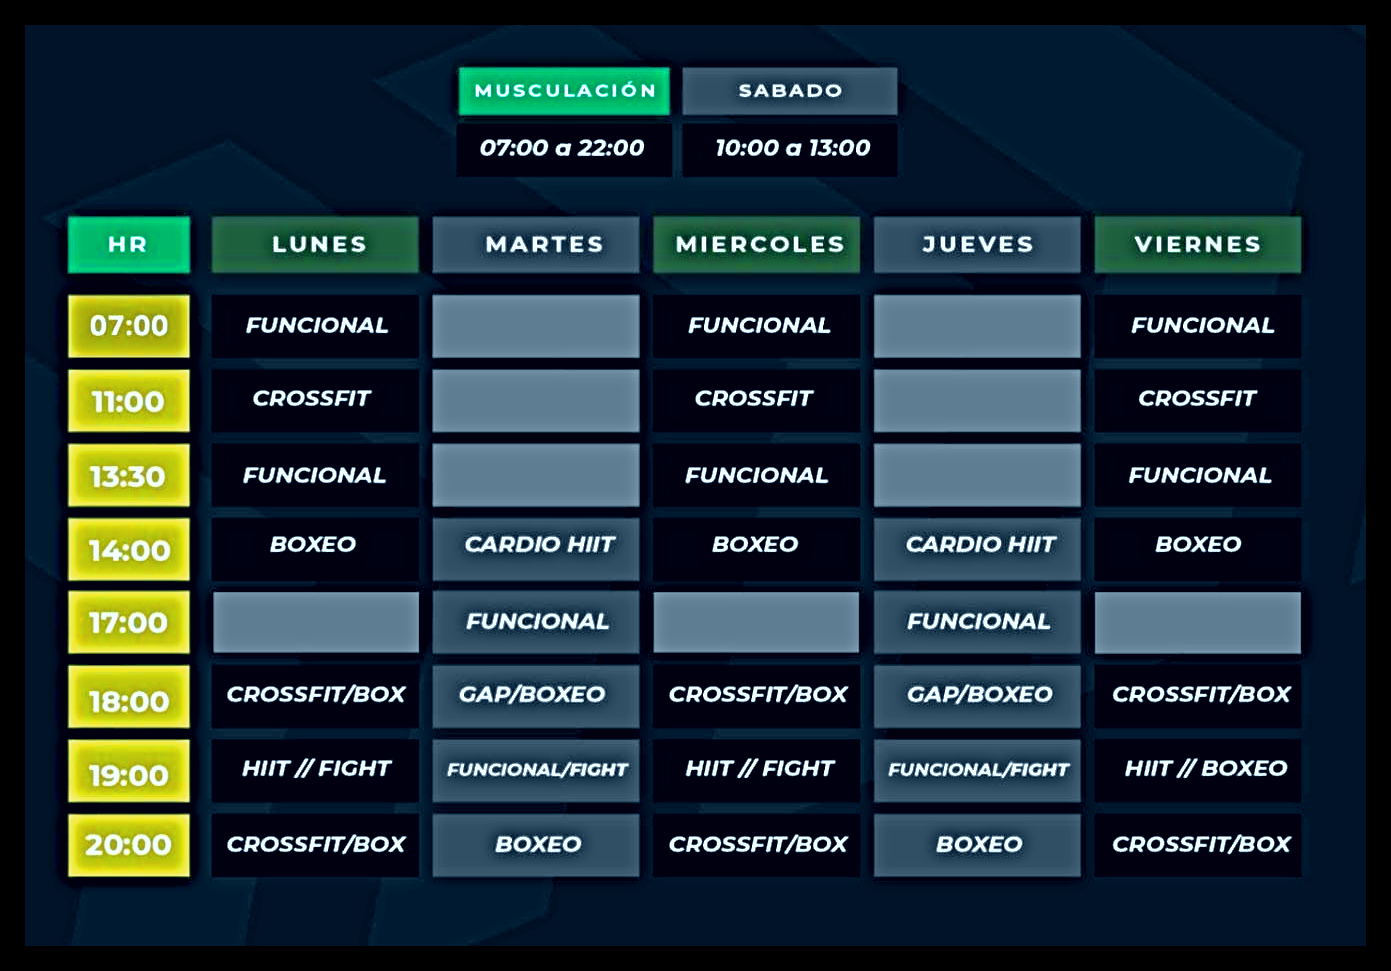 MUSCULACIÓN SABADO
07:00 a 22:00 10:00 a 13:00
HR LUNES MARTES MIERCOLES JUEVES VIERNES
07:00 FUNCIONAL FUNCIONAL FUNCIONAL
11:00 CROSSFIT CROSSFIT CROSSFIT
13:30 FUNCIONAL FUNCIONAL FUNCIONAL
14:00 BOXEO CARDIO HIIT BOXEO CARDIO HIIT BOXEO
17:00 FUNCIONAL FUNCIONAL
18:00 CROSSFIT/BOX GAP/BOXEO CROSSFIT/BOX GAP/BOXEO CROSSFIT/BOX
19:00 HIIT // FIGHT FUNCIONAL/FIGHT HIIT // FIGHT FUNCIONAL/FIGHT HIIT // BOXEO
20:00 CROSSFIT/BOX BOXEO CROSSFIT/BOX BOXEO CROSSFIT/BOX